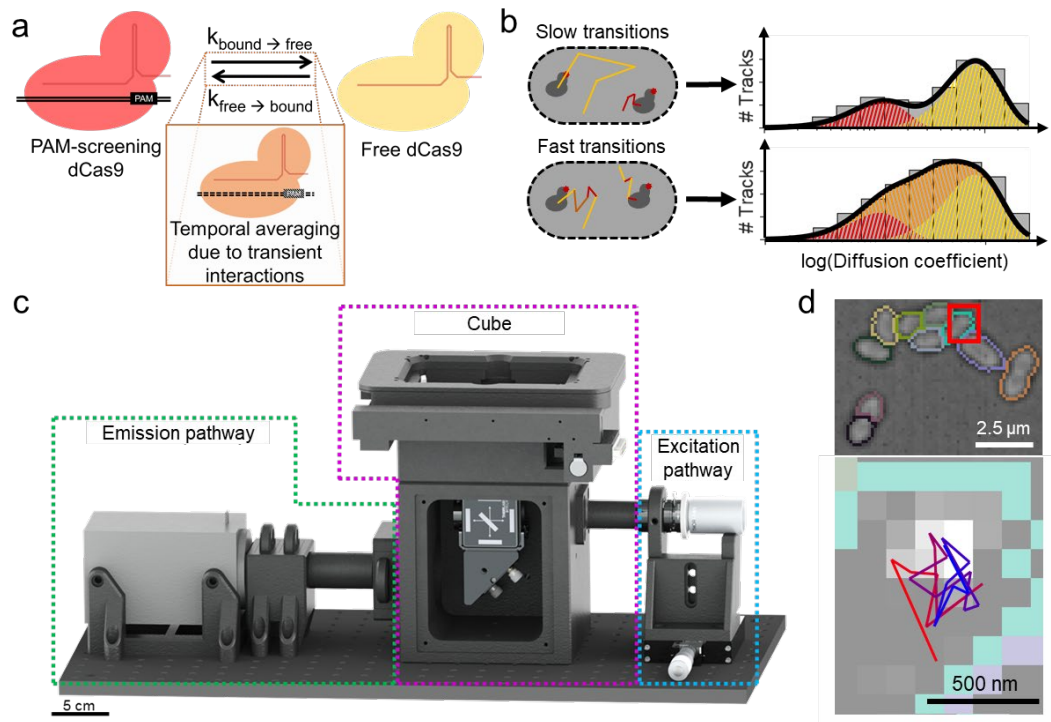 a
k bound → free
k free → bound
PAM
PAM-screening
dCas9
Free dCas9
PAM
Temporal averaging
due to transient
interactions
b
Slow transitions
# Tracks
Fast transitions
# Tracks
log(Diffusion coefficient)
c
Cube
Emission pathway
Excitation
pathway
5 cm
d
2.5 µm
500 nm